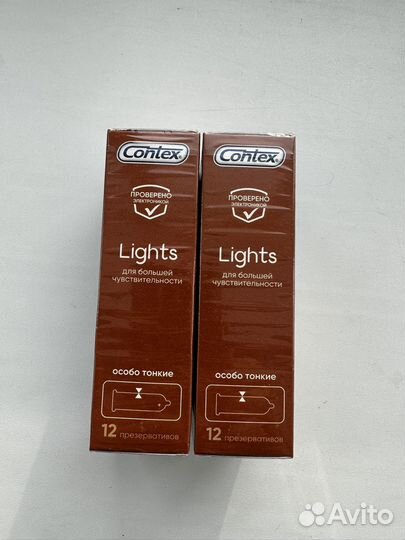 Contex
ПРОВЕРЕНО
ЭЛЕКТРОНИКОЙ
Lights
для большей
чувствительности
особо тонкие
12 презервативов
Contex
ПРОВЕРЕНО
ЭЛЕКТРОНИКОЙ
Lights
для большей
чувствительности
особо тонкие
12 презервативов
Avito